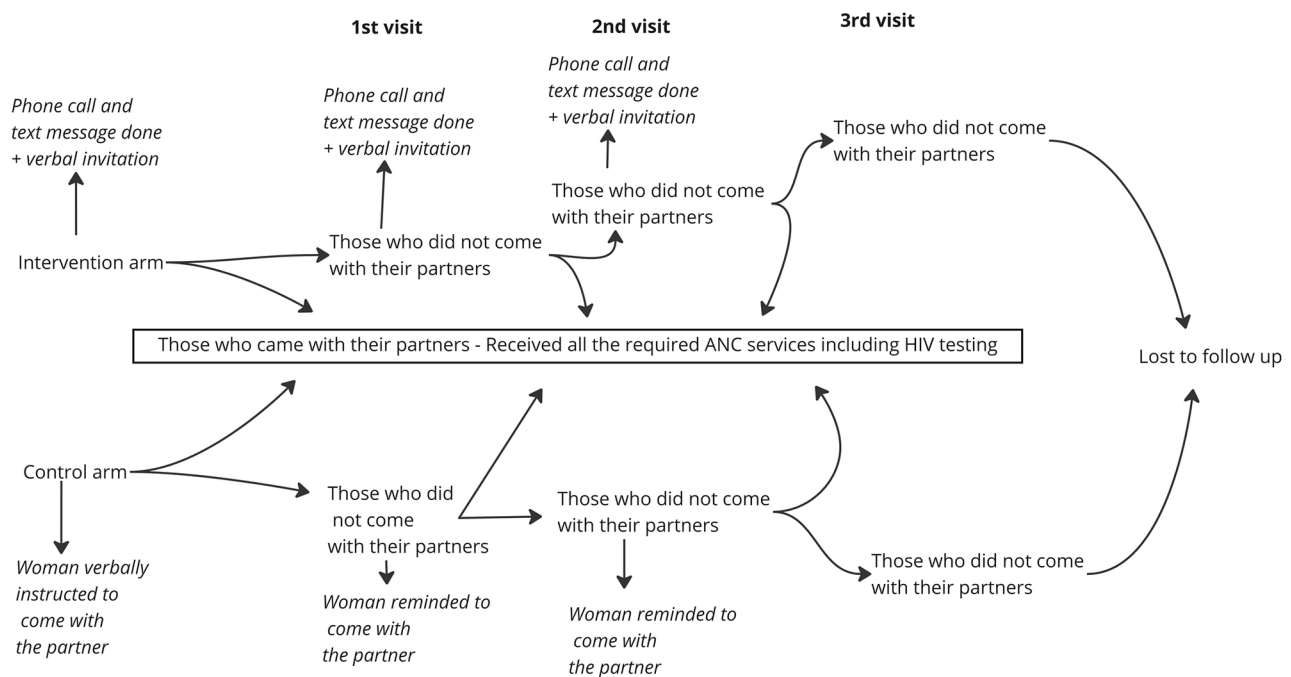 1st visit
2nd visit
3rd visit
Phone call and
text message done
+ verbal invitation
Phone call and
text message done
+ verbal invitation
Phone call and
text message done
+ verbal invitation
Those who did not come
with their partners
Those who did not come
with their partners
Those who did not come
with their partners
Intervention arm
Those who came with their partners - Received all the required ANC services including HIV testing
Lost to follow up
Control arm
Those who did
not come
with their partners
Those who did not come
with their partners
Those who did not come
with their partners
Woman verbally
instructed to
come with
the partner
Woman reminded to
come with
the partner
Woman reminded to
come with
the partner